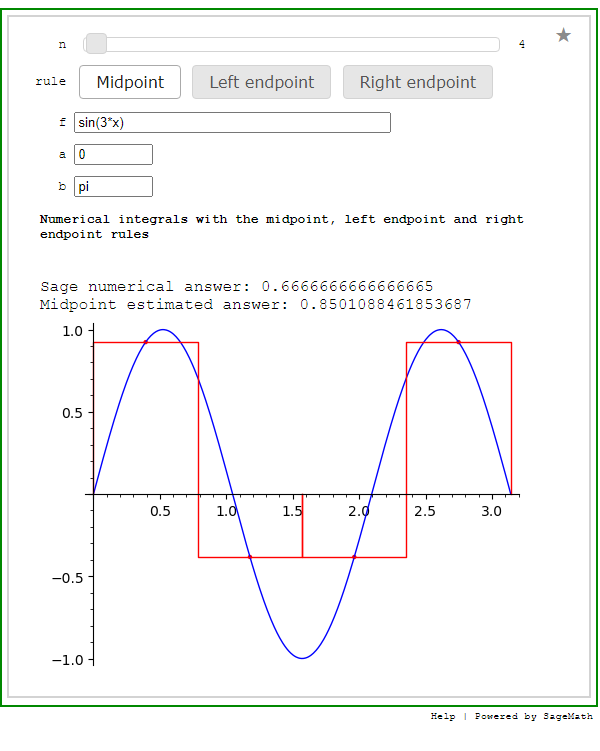 n 4
rule Midpoint Left endpoint Right endpoint
f sin(3*x)
a 0
b pi
Numerical integrals with the midpoint, left endpoint and right
endpoint rules
Sage numerical answer: 0.6666666666666665
Midpoint estimated answer: 0.8501088461853687
1.0
0.5
0.5 1.0 1.5 2.0 2.5 3.0
−0.5
−1.0
Help | Powered by SageMath